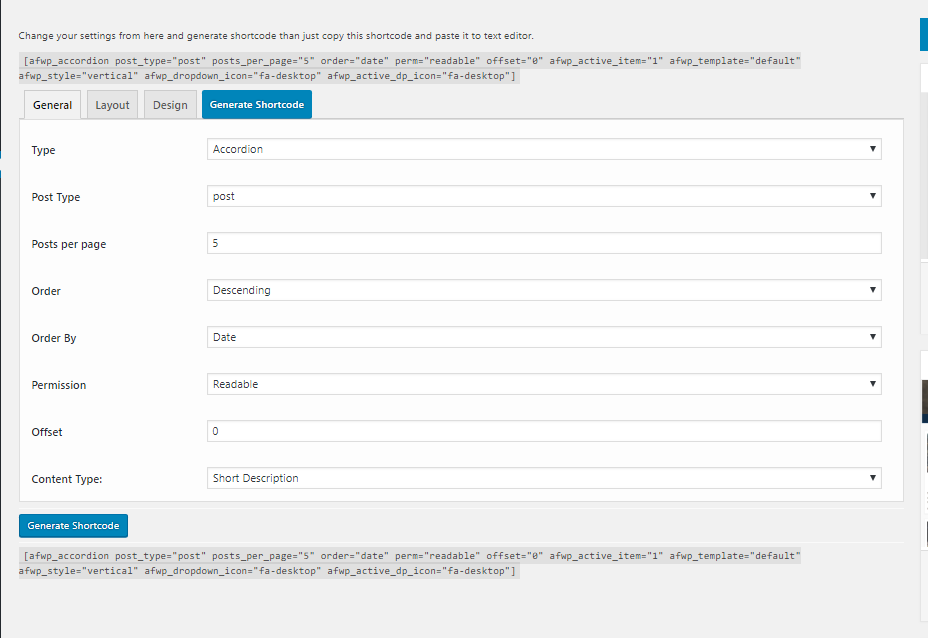 Change your settings from here and generate shortcode than just copy this shortcode and paste it to text editor.
[afwp_accordion post_type="post" posts_per_page="5" order="date" perm="readable" offset="0" afwp_active_item="1" afwp_template="default"
afwp_style="vertical" afwp_dropdown_icon="fa-desktop" afwp_active_dp_icon="fa-desktop"]
General Layout Design Generate Shortcode
Type Accordion
Post Type post
Posts per page 5
Order Descending
Order By Date
Permission Readable
Offset 0
Content Type: Short Description
Generate Shortcode
[afwp_accordion post_type="post" posts_per_page="5" order="date" perm="readable" offset="0" afwp_active_item="1" afwp_template="default"
afwp_style="vertical" afwp_dropdown_icon="fa-desktop" afwp_active_dp_icon="fa-desktop"]